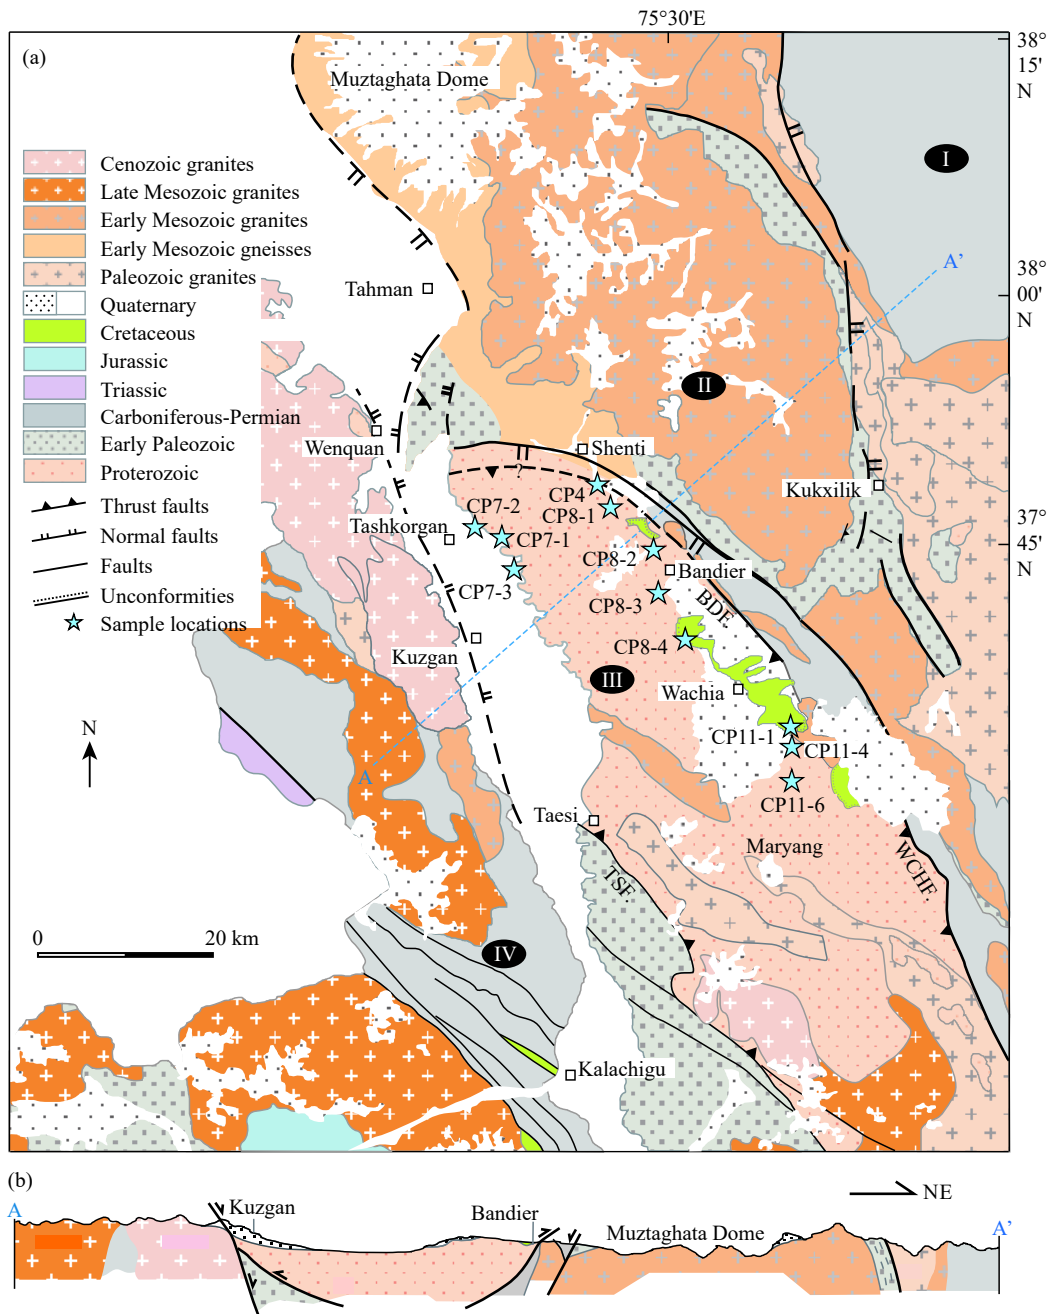 75°30'E
(a)
38°
15'
N
Muztaghata Dome
I
Cenozoic granites
Late Mesozoic granites
Early Mesozoic granites
Early Mesozoic gneisses
Paleozoic granites
Quaternary
Cretaceous
Jurassic
Triassic
Carboniferous-Permian
Early Paleozoic
Proterozoic
Thrust faults
Normal faults
Faults
Unconformities
Sample locations
A'
38°
00'
N
Tahman
II
Wenquan
Shenti
?
Kukxilik
CP4
CP7-2
CP8-1
37°
45'
N
Tashkorgan
CP7-1
CP8-2
Bandier
CP7-3
CP8-3
BDF.
CP8-4
Kuzgan
III
Wachia
N
CP11-1
CP11-4
A
CP11-6
Taesi
Maryang
WCHF.
TSF.
0
20 km
IV
Kalachigu
(b)
A
Kuzgan
Bandier
Muztaghata Dome
NE
A'